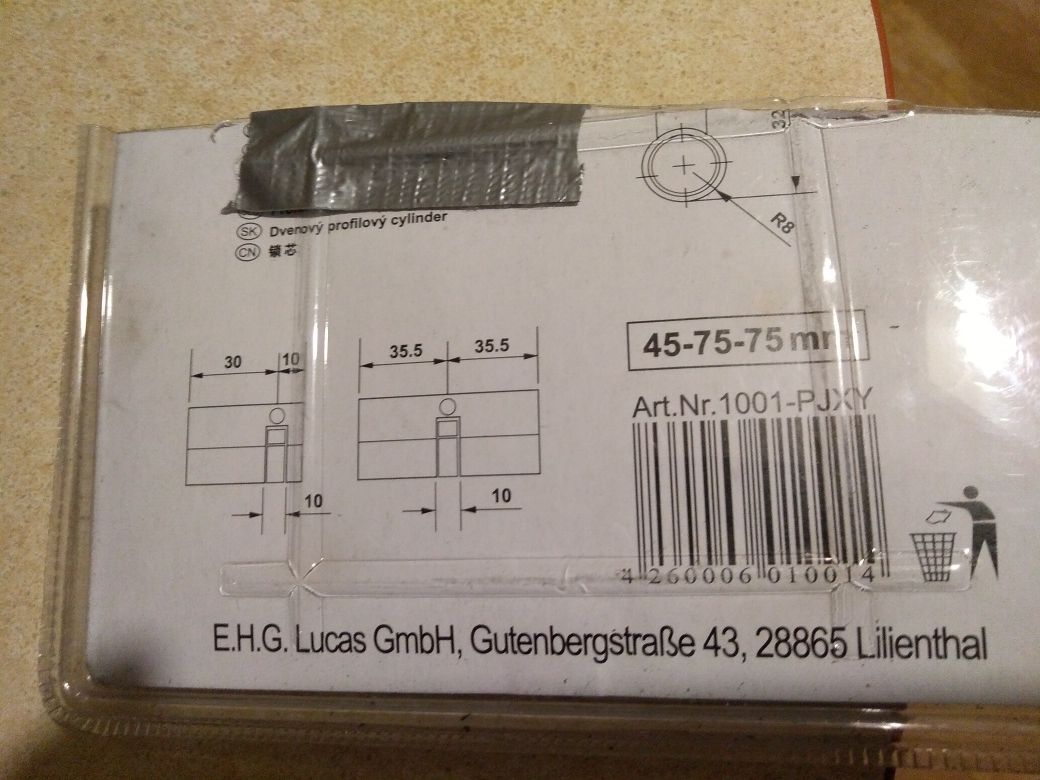 32
R8
SK Dvenový profilový cylinder
CN 锁芯
30 10
35.5 35.5
10
10
45-75-75 mm
Art.Nr.1001-PJXY
4 260006 010014
E.H.G. Lucas GmbH, Gutenbergstraße 43, 28865 Lilienthal